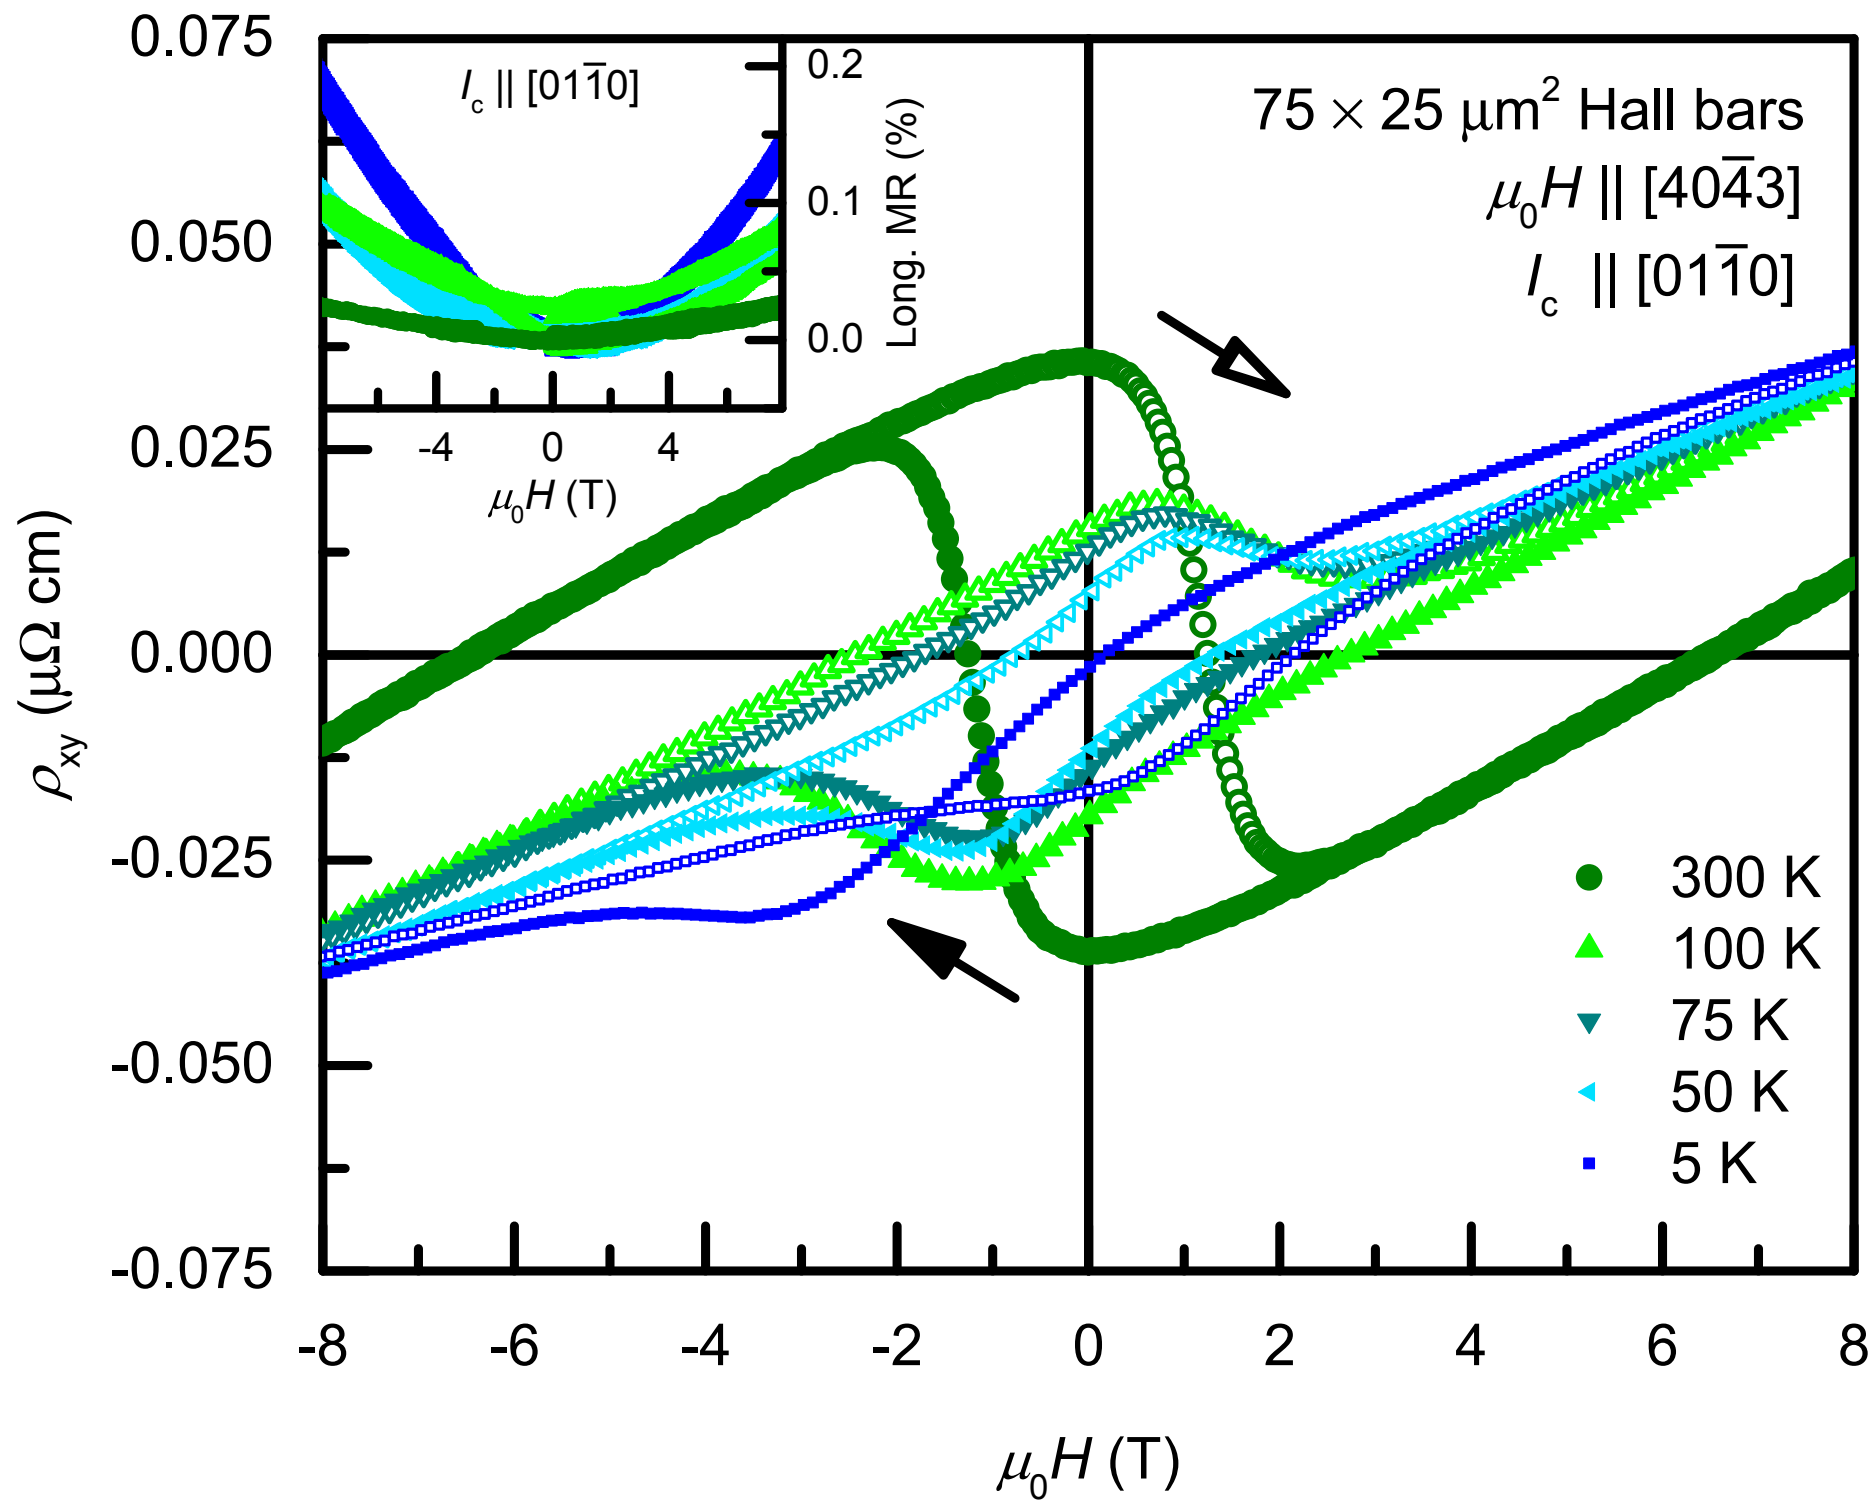 0.075
0.050
0.025
0.000
-0.025
-0.050
-0.075
ρxy (μΩ cm)
Ic || [011̅0]
0.2
0.1
0.0
Long. MR (%)
-4 0 4
μ0H (T)
75 × 25 μm² Hall bars
μ0H || [404̅3]
Ic || [011̅0]
300 K
100 K
75 K
50 K
5 K
-8 -6 -4 -2 0 2 4 6 8
μ0H (T)